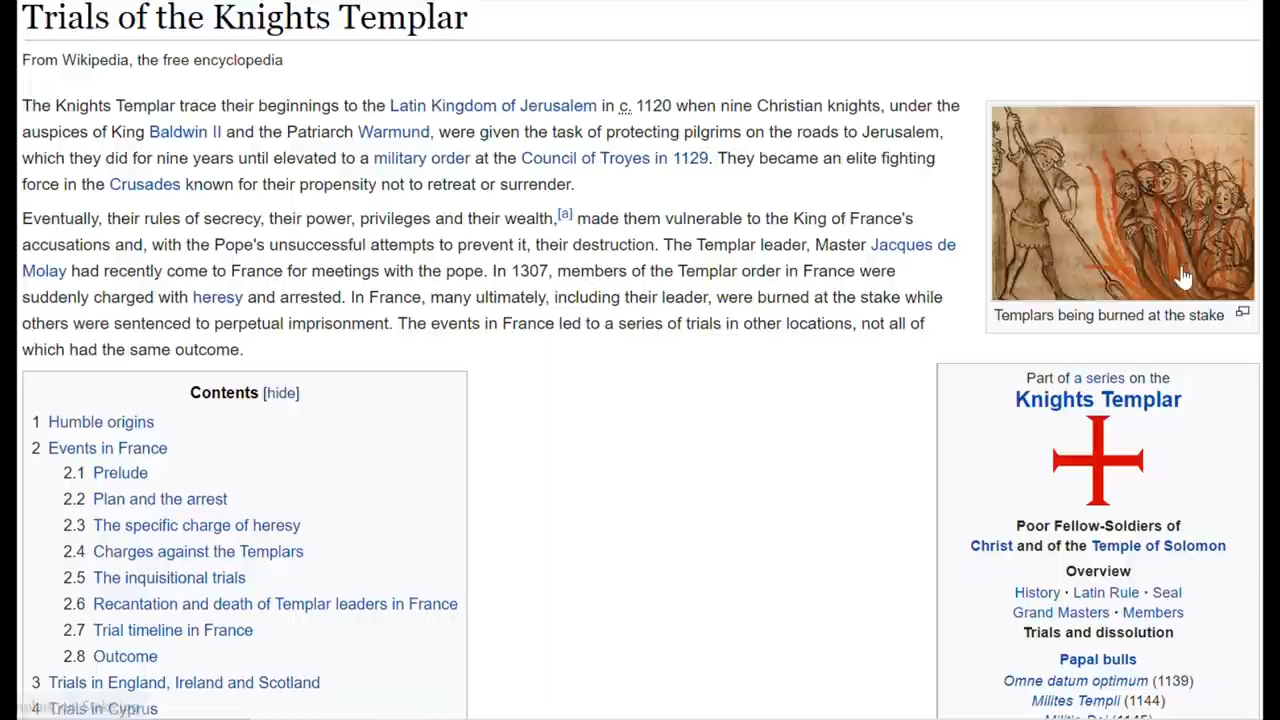 Trials of the Knights Templar
From Wikipedia, the free encyclopedia
The Knights Templar trace their beginnings to the Latin Kingdom of Jerusalem in c. 1120 when nine Christian knights, under the
auspices of King Baldwin II and the Patriarch Warmund, were given the task of protecting pilgrims on the roads to Jerusalem,
which they did for nine years until elevated to a military order at the Council of Troyes in 1129. They became an elite fighting
force in the Crusades known for their propensity not to retreat or surrender.
Eventually, their rules of secrecy, their power, privileges and their wealth,[a] made them vulnerable to the King of France's
accusations and, with the Pope's unsuccessful attempts to prevent it, their destruction. The Templar leader, Master Jacques de
Molay had recently come to France for meetings with the pope. In 1307, members of the Templar order in France were
suddenly charged with heresy and arrested. In France, many ultimately, including their leader, were burned at the stake while
others were sentenced to perpetual imprisonment. The events in France led to a series of trials in other locations, not all of
which had the same outcome.
Templars being burned at the stake
Contents [hide]
1 Humble origins
2 Events in France
2.1 Prelude
2.2 Plan and the arrest
2.3 The specific charge of heresy
2.4 Charges against the Templars
2.5 The inquisitional trials
2.6 Recantation and death of Templar leaders in France
2.7 Trial timeline in France
2.8 Outcome
3 Trials in England, Ireland and Scotland
4 Trials in Cyprus
Part of a series on the
Knights Templar
Poor Fellow-Soldiers of
Christ and of the Temple of Solomon
Overview
History · Latin Rule · Seal
Grand Masters · Members
Trials and dissolution
Papal bulls
Omne datum optimum (1139)
Milites Templi (1144)